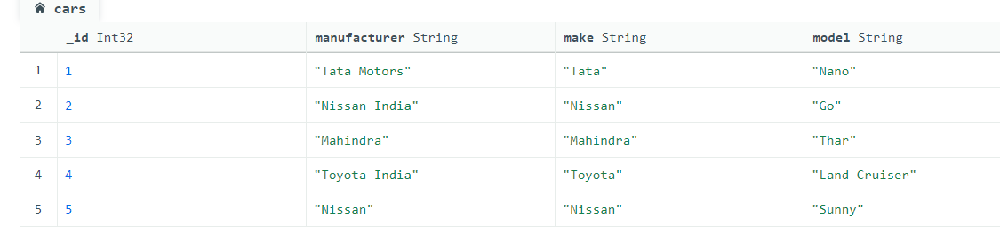 cars
_id Int32 manufacturer String make String model String
1 1 "Tata Motors" "Tata" "Nano"
2 2 "Nissan India" "Nissan" "Go"
3 3 "Mahindra" "Mahindra" "Thar"
4 4 "Toyota India" "Toyota" "Land Cruiser"
5 5 "Nissan" "Nissan" "Sunny"